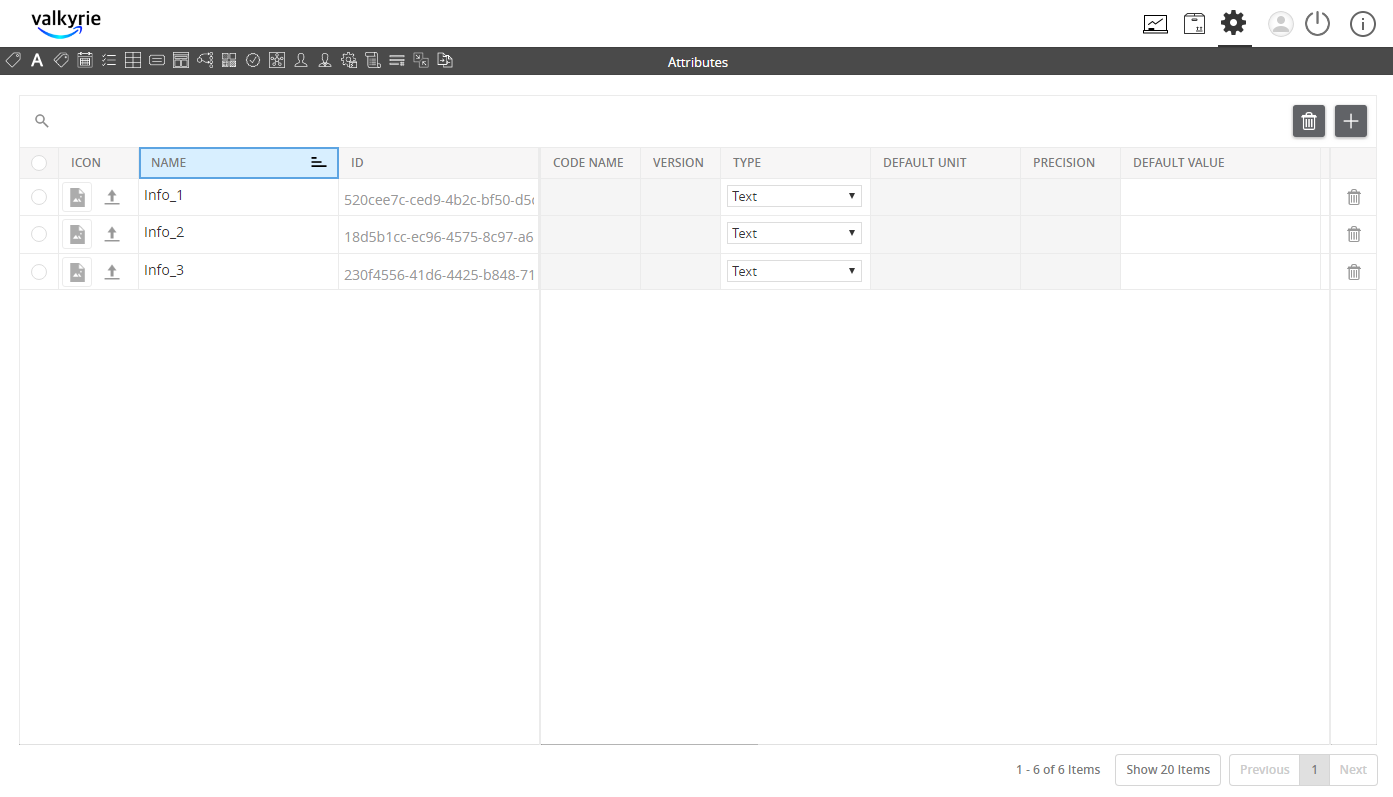 valkyrie
Attributes
ICON NAME ID CODE NAME VERSION TYPE DEFAULT UNIT PRECISION DEFAULT VALUE
Info_1 520cee7c-ced9-4b2c-bf50-d5 Text
Info_2 18d5b1cc-ec96-4575-8c97-a6 Text
Info_3 230f4556-41d6-4425-b848-71 Text
1 - 6 of 6 Items Show 20 Items Previous 1 Next